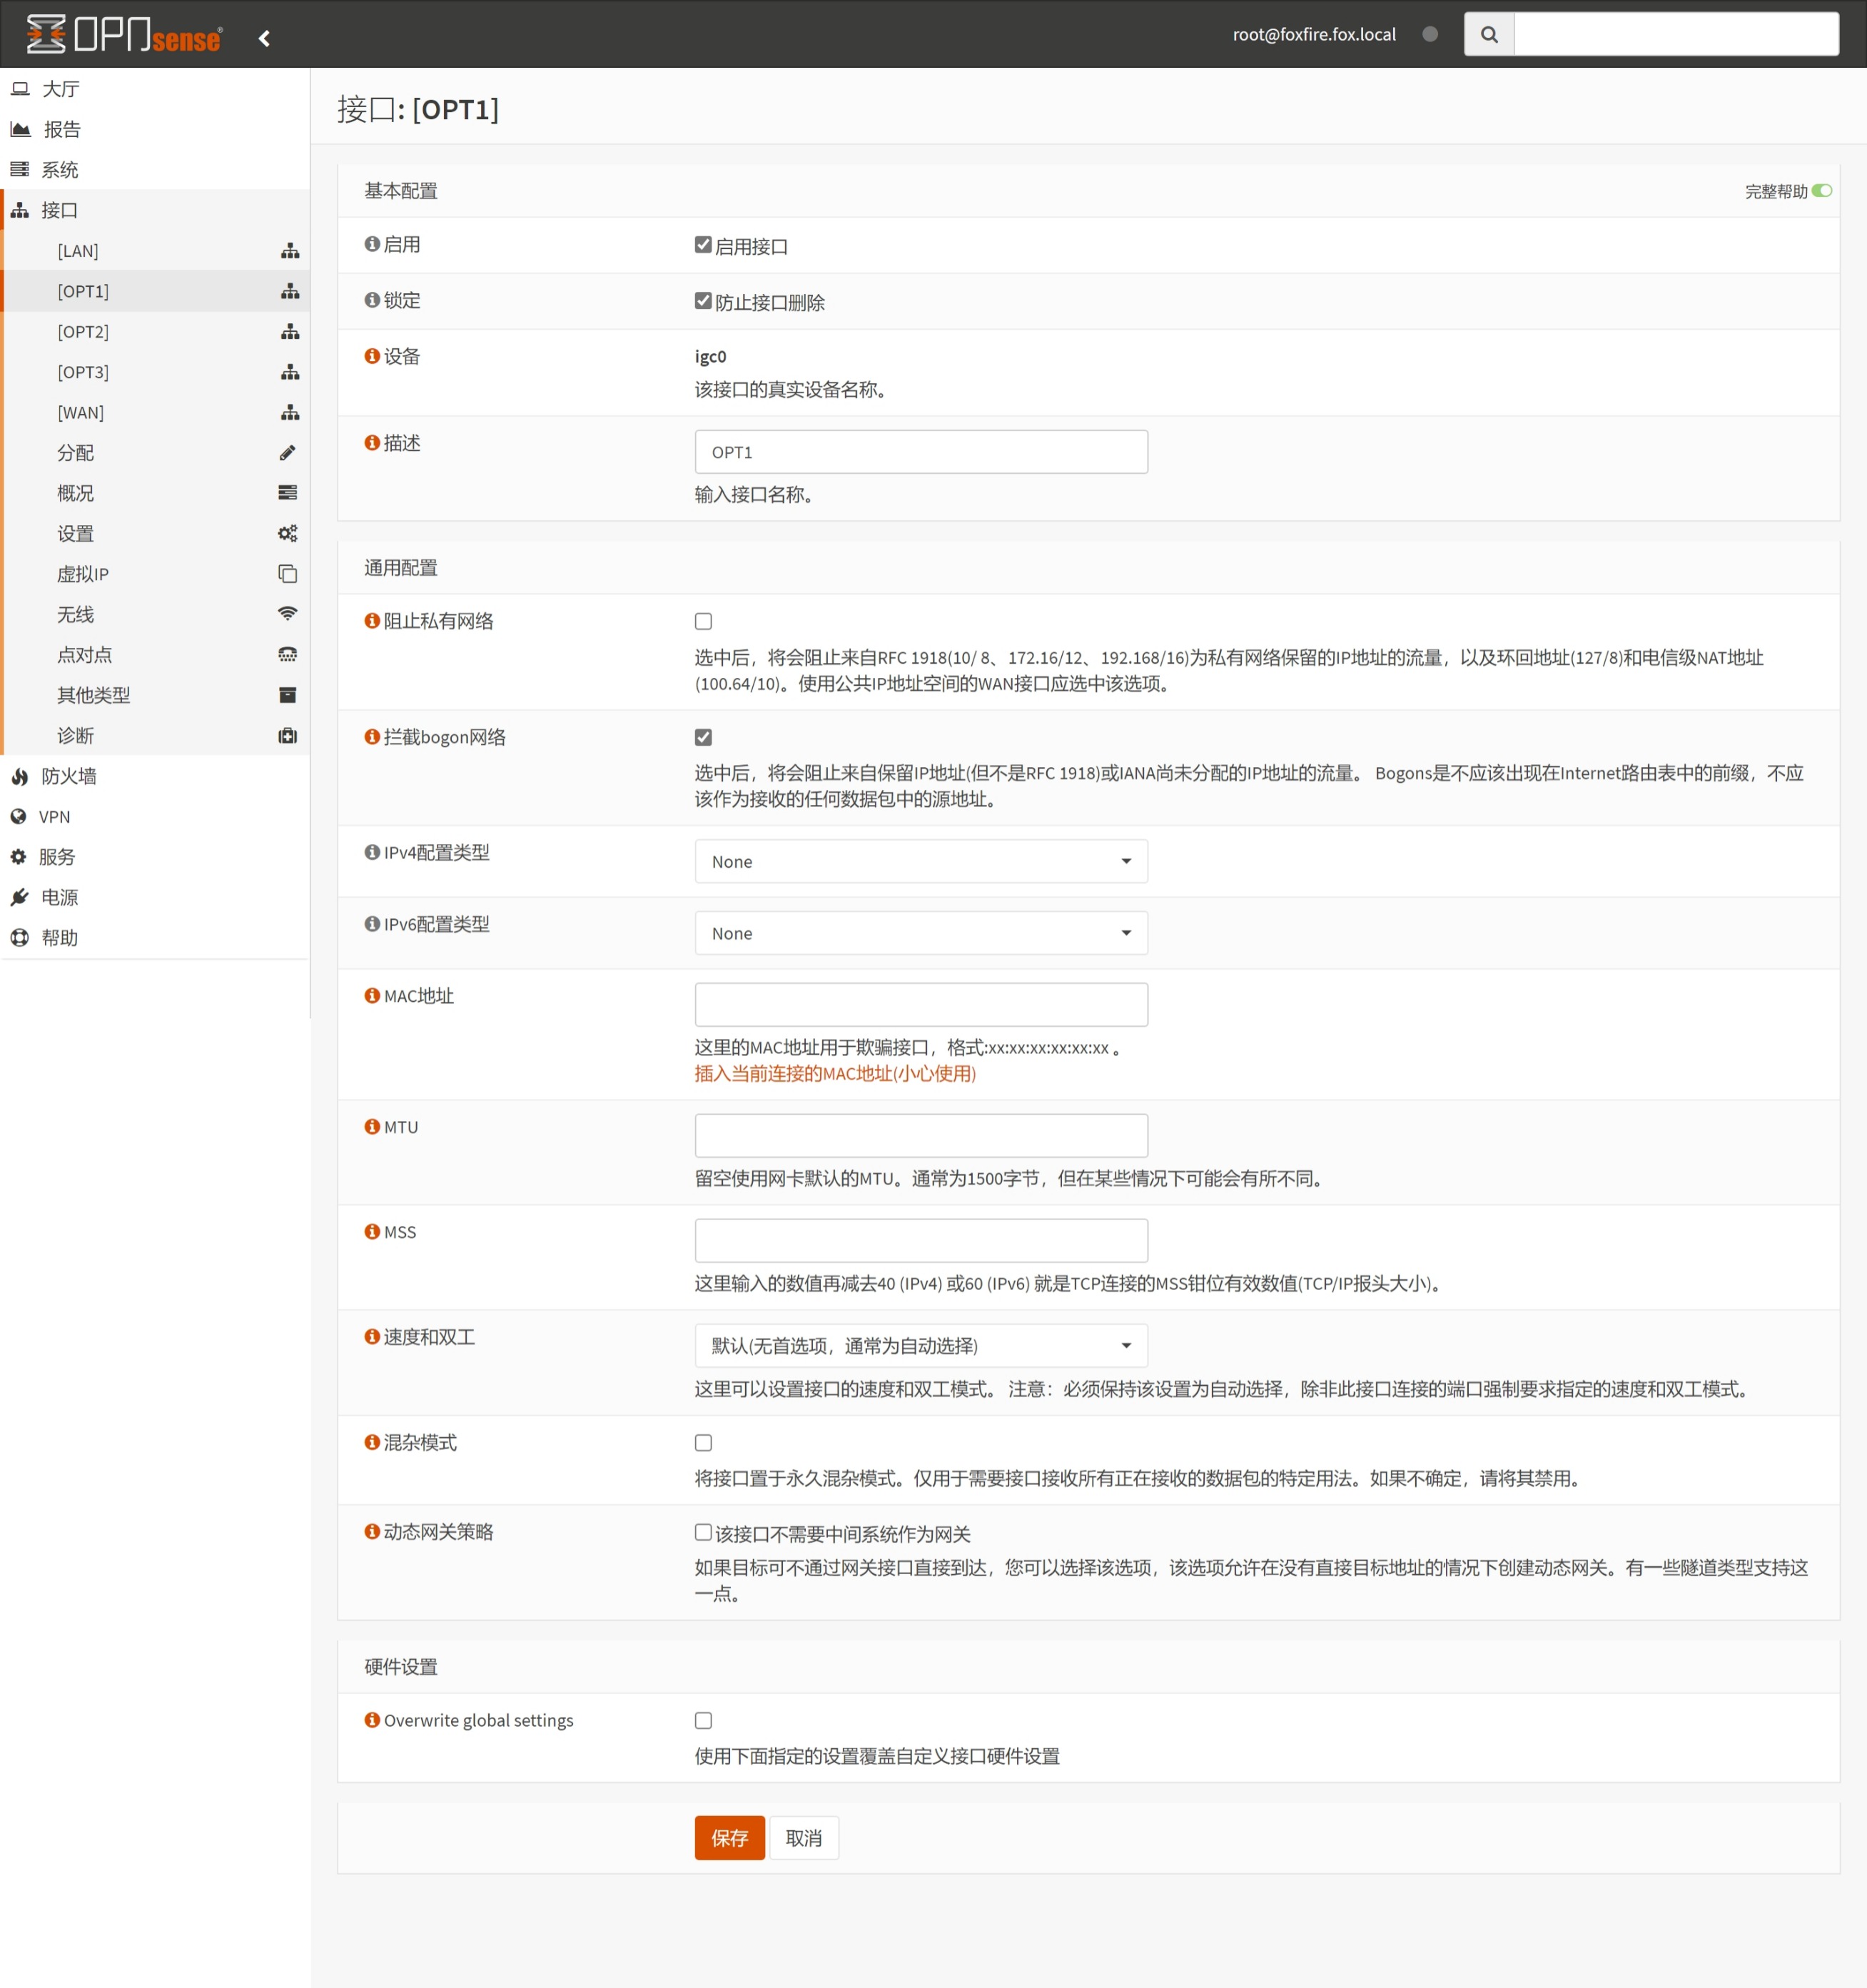 OPNsense®
root@foxfire.fox.local
大厅
报告
系统
接口
[LAN]
[OPT1]
[OPT2]
[OPT3]
[WAN]
分配
概况
设置
虚拟IP
无线
点对点
其他类型
诊断
防火墙
VPN
服务
电源
帮助
接口: [OPT1]
基本配置
完整帮助
启用
启用接口
锁定
防止接口删除
设备
igc0
该接口的真实设备名称。
描述
OPT1
输入接口名称。
通用配置
阻止私有网络
选中后，将会阻止来自RFC 1918(10/ 8、172.16/12、192.168/16)为私有网络保留的IP地址的流量，以及环回地址(127/8)和电信级NAT地址
(100.64/10)。使用公共IP地址空间的WAN接口应选中该选项。
拦截bogon网络
选中后，将会阻止来自保留IP地址(但不是RFC 1918)或IANA尚未分配的IP地址的流量。 Bogons是不应该出现在Internet路由表中的前缀，不应
该作为接收的任何数据包中的源地址。
IPv4配置类型
None
IPv6配置类型
None
MAC地址
这里的MAC地址用于欺骗接口，格式:xx:xx:xx:xx:xx:xx 。
插入当前连接的MAC地址(小心使用)
MTU
留空使用网卡默认的MTU。通常为1500字节，但在某些情况下可能会有所不同。
MSS
这里输入的数值再减去40 (IPv4) 或60 (IPv6) 就是TCP连接的MSS钳位有效数值(TCP/IP报头大小)。
速度和双工
默认(无首选项，通常为自动选择)
这里可以设置接口的速度和双工模式。 注意：必须保持该设置为自动选择，除非此接口连接的端口强制要求指定的速度和双工模式。
混杂模式
将接口置于永久混杂模式。仅用于需要接口接收所有正在接收的数据包的特定用法。如果不确定，请将其禁用。
动态网关策略
该接口不需要中间系统作为网关
如果目标可不通过网关接口直接到达，您可以选择该选项，该选项允许在没有直接目标地址的情况下创建动态网关。有一些隧道类型支持这
一点。
硬件设置
Overwrite global settings
使用下面指定的设置覆盖自定义接口硬件设置
保存
取消